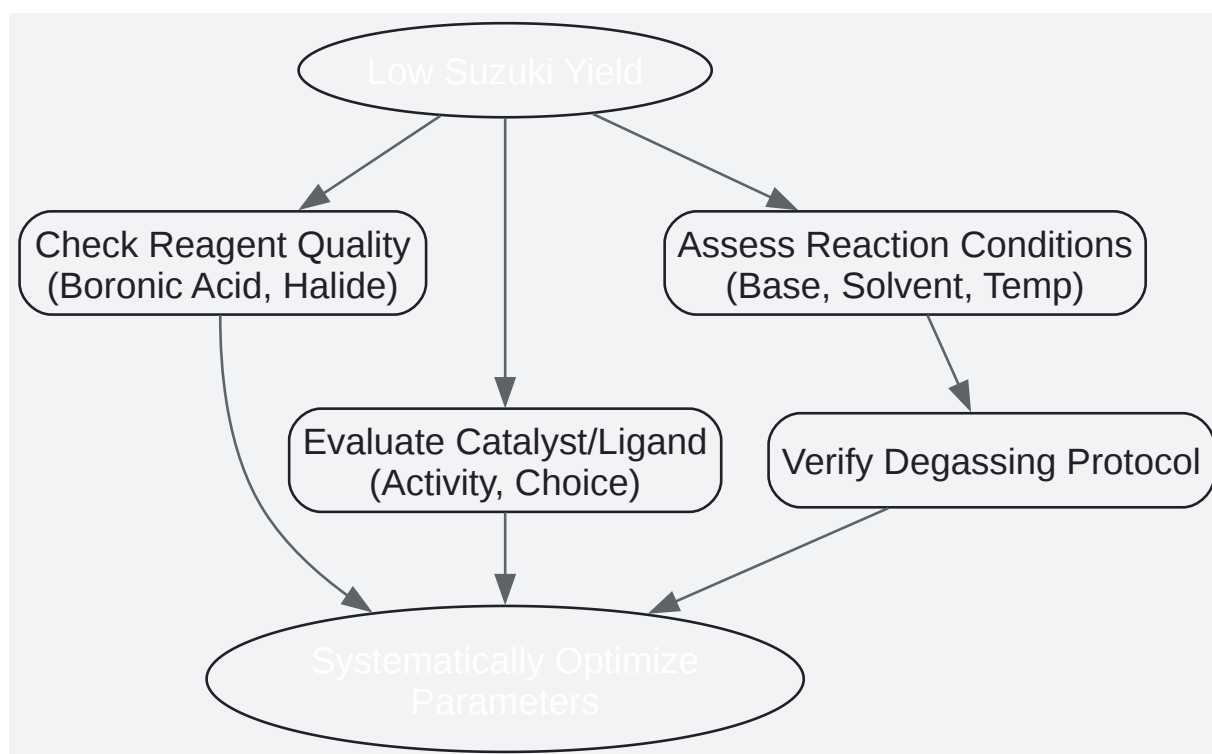 Low Suzuki Yield
Check Reagent Quality
(Boronic Acid, Halide)
Assess Reaction Conditions
(Base, Solvent, Temp)
Evaluate Catalyst/Ligand
(Activity, Choice)
Verify Degassing Protocol
Systematically Optimize
Parameters